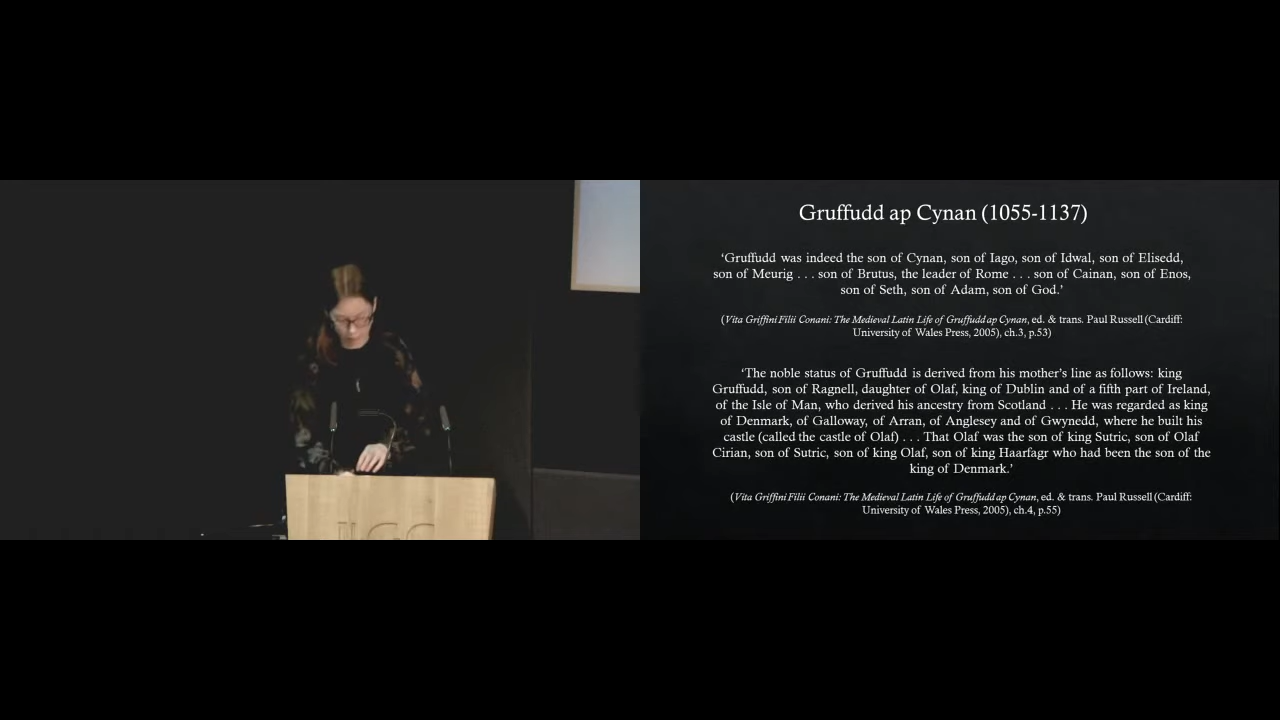 Gruffudd ap Cynan (1055-1137)
‘Gruffudd was indeed the son of Cynan, son of Iago, son of Idwal, son of Elisedd,
son of Meurig . . . son of Brutus, the leader of Rome . . . son of Cainan, son of Enos,
son of Seth, son of Adam, son of God.’
(Vita Griffini Filii Conani: The Medieval Latin Life of Gruffudd ap Cynan, ed. & trans. Paul Russell (Cardiff:
University of Wales Press, 2005), ch.3, p.53)
‘The noble status of Gruffudd is derived from his mother’s line as follows: king
Gruffudd, son of Ragnell, daughter of Olaf, king of Dublin and of a fifth part of Ireland,
of the Isle of Man, who derived his ancestry from Scotland . . . He was regarded as king
of Denmark, of Galloway, of Arran, of Anglesey and of Gwynedd, where he built his
castle (called the castle of Olaf) . . . That Olaf was the son of king Sutric, son of Olaf
Cirian, son of Sutric, son of king Olaf, son of king Haarfagr who had been the son of the
king of Denmark.’
(Vita Griffini Filii Conani: The Medieval Latin Life of Gruffudd ap Cynan, ed. & trans. Paul Russell (Cardiff:
University of Wales Press, 2005), ch.4, p.55)